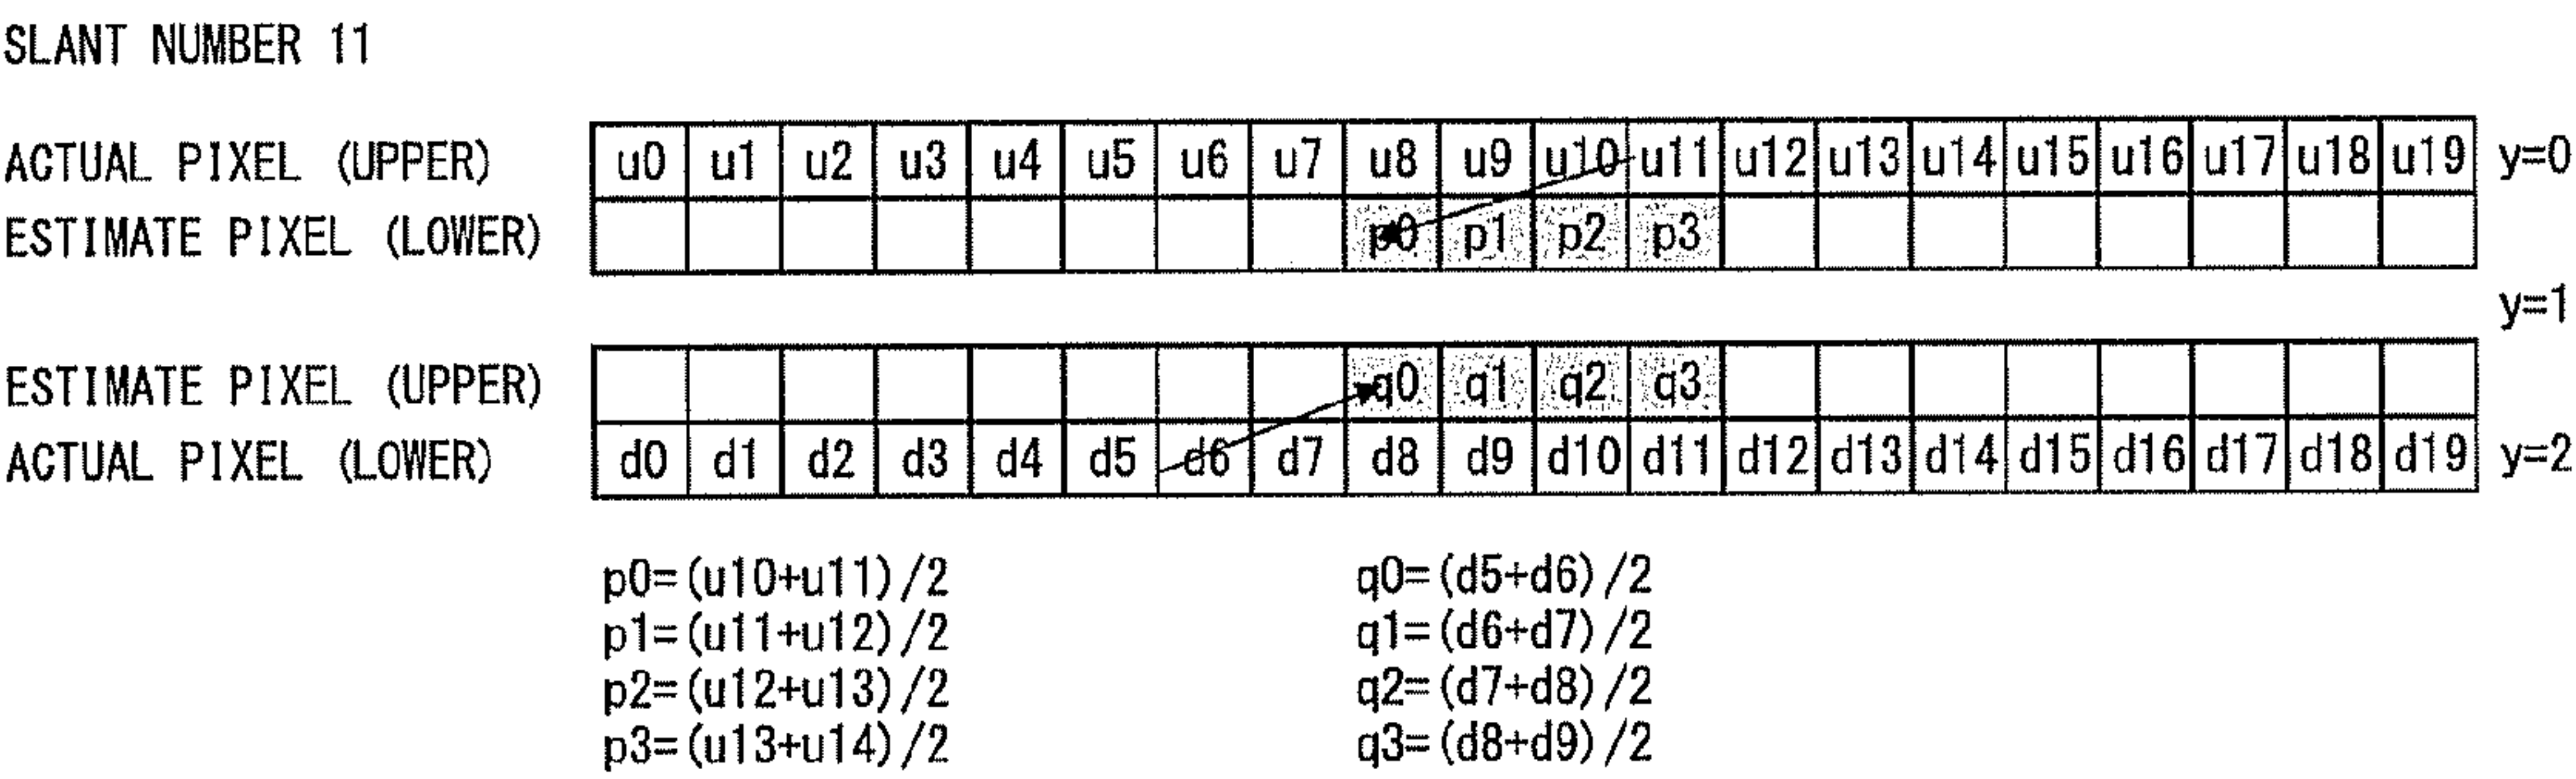 SLANT NUMBER 11
ACTUAL PIXEL (UPPER) u0 u1 u2 u3 u4 u5 u6 u7 u8 u9 u10 u11 u12 u13 u14 u15 u16 u17 u18 u19 y=0
ESTIMATE PIXEL (LOWER) p0 p1 p2 p3
y=1
ESTIMATE PIXEL (UPPER) q0 q1 q2 q3
ACTUAL PIXEL (LOWER) d0 d1 d2 d3 d4 d5 d6 d7 d8 d9 d10 d11 d12 d13 d14 d15 d16 d17 d18 d19 y=2
p0=(u10+u11)/2 q0=(d5+d6)/2
p1=(u11+u12)/2 q1=(d6+d7)/2
p2=(u12+u13)/2 q2=(d7+d8)/2
p3=(u13+u14)/2 q3=(d8+d9)/2